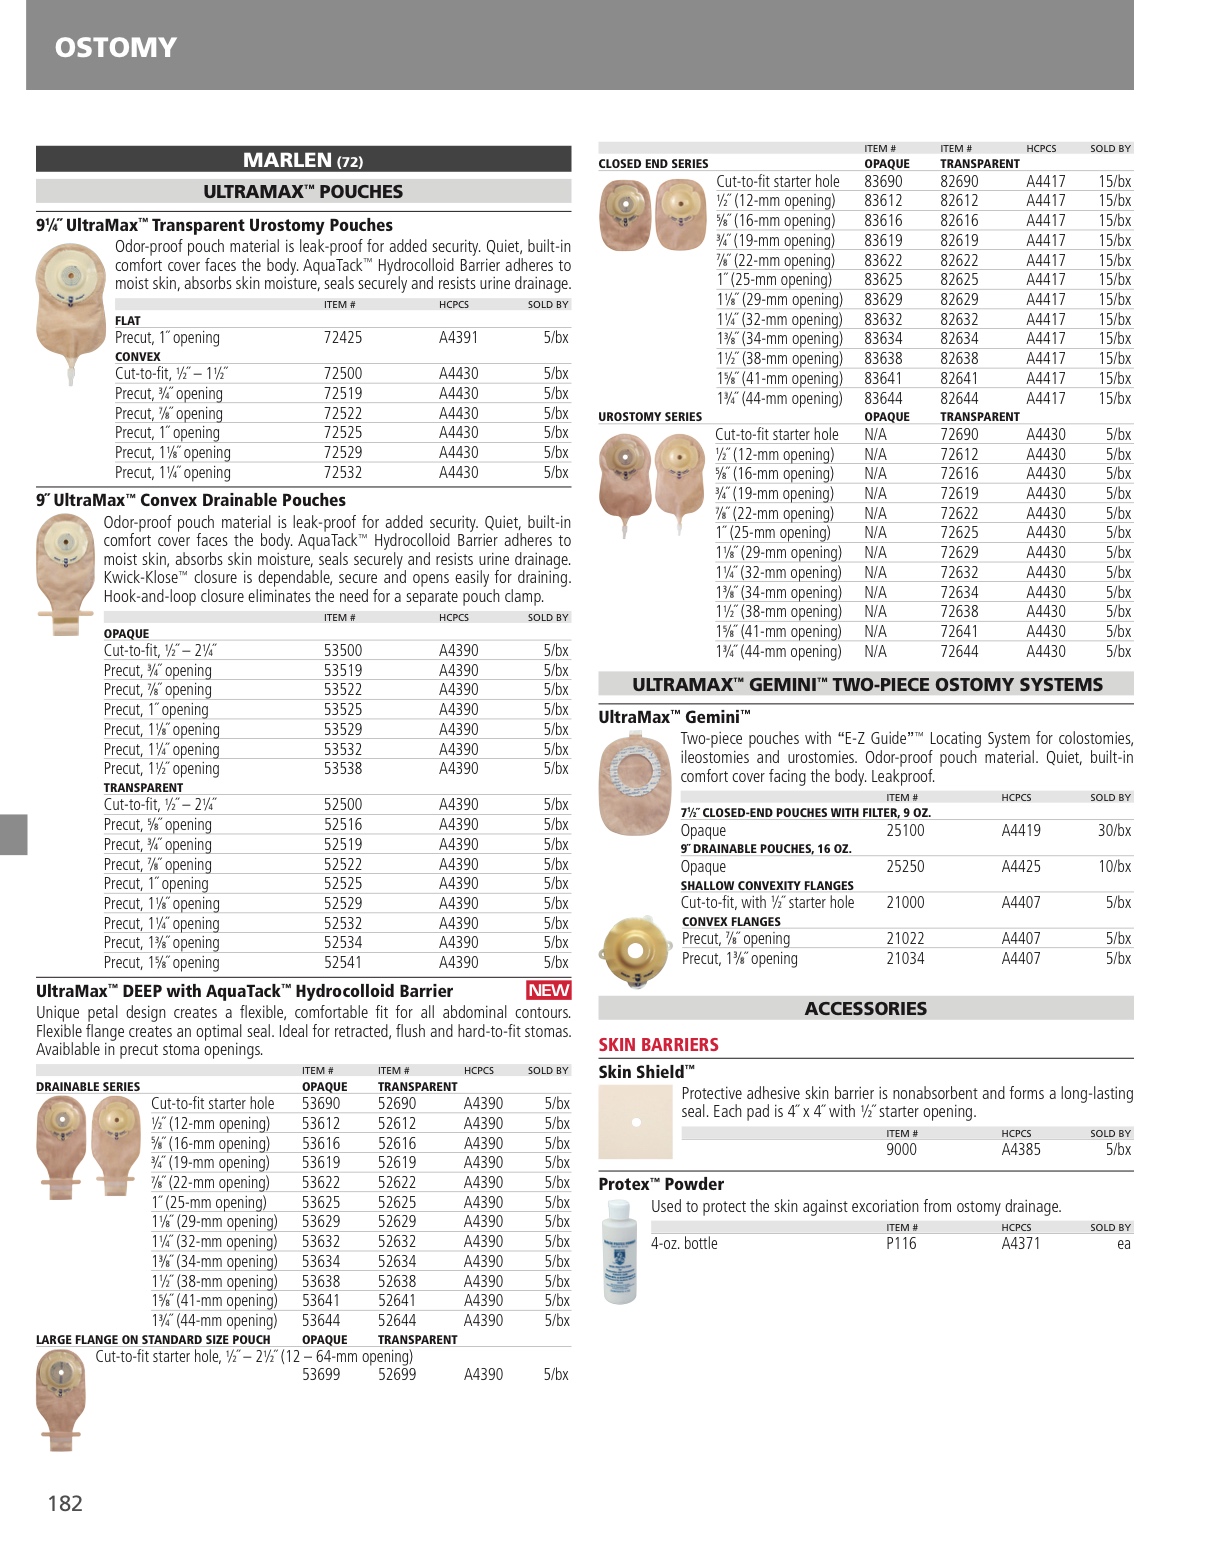 OSTOMY
MARLEN (72)
ULTRAMAX™ POUCHES
9¼˝ UltraMax™ Transparent Urostomy Pouches
Odor-proof pouch material is leak-proof for added security. Quiet, built-in
comfort cover faces the body. AquaTack™ Hydrocolloid Barrier adheres to
moist skin, absorbs skin moisture, seals securely and resists urine drainage.
ITEM # HCPCS SOLD BY
FLAT
Precut, 1˝ opening 72425 A4391 5/bx
CONVEX
Cut-to-fit, ½˝ – 1½˝ 72500 A4430 5/bx
Precut, ¾˝ opening 72519 A4430 5/bx
Precut, ⅞˝ opening 72522 A4430 5/bx
Precut, 1˝ opening 72525 A4430 5/bx
Precut, 1⅛˝ opening 72529 A4430 5/bx
Precut, 1¼˝ opening 72532 A4430 5/bx
9˝ UltraMax™ Convex Drainable Pouches
Odor-proof pouch material is leak-proof for added security. Quiet, built-in
comfort cover faces the body. AquaTack™ Hydrocolloid Barrier adheres to
moist skin, absorbs skin moisture, seals securely and resists urine drainage.
Kwick-Klose™ closure is dependable, secure and opens easily for draining.
Hook-and-loop closure eliminates the need for a separate pouch clamp.
ITEM # HCPCS SOLD BY
OPAQUE
Cut-to-fit, ½˝ – 2¼˝ 53500 A4390 5/bx
Precut, ¾˝ opening 53519 A4390 5/bx
Precut, ⅞˝ opening 53522 A4390 5/bx
Precut, 1˝ opening 53525 A4390 5/bx
Precut, 1⅛˝ opening 53529 A4390 5/bx
Precut, 1¼˝ opening 53532 A4390 5/bx
Precut, 1½˝ opening 53538 A4390 5/bx
TRANSPARENT
Cut-to-fit, ½˝ – 2¼˝ 52500 A4390 5/bx
Precut, ⅝˝ opening 52516 A4390 5/bx
Precut, ¾˝ opening 52519 A4390 5/bx
Precut, ⅞˝ opening 52522 A4390 5/bx
Precut, 1˝ opening 52525 A4390 5/bx
Precut, 1⅛˝ opening 52529 A4390 5/bx
Precut, 1¼˝ opening 52532 A4390 5/bx
Precut, 1⅜˝ opening 52534 A4390 5/bx
Precut, 1⅝˝ opening 52541 A4390 5/bx
UltraMax™ DEEP with AquaTack™ Hydrocolloid Barrier NEW
Unique petal design creates a flexible, comfortable fit for all abdominal contours.
Flexible flange creates an optimal seal. Ideal for retracted, flush and hard-to-fit stomas.
Avaiblable in precut stoma openings.
ITEM # ITEM # HCPCS SOLD BY
DRAINABLE SERIES OPAQUE TRANSPARENT
Cut-to-fit starter hole 53690 52690 A4390 5/bx
½˝ (12-mm opening) 53612 52612 A4390 5/bx
⅝˝ (16-mm opening) 53616 52616 A4390 5/bx
¾˝ (19-mm opening) 53619 52619 A4390 5/bx
⅞˝ (22-mm opening) 53622 52622 A4390 5/bx
1˝ (25-mm opening) 53625 52625 A4390 5/bx
1⅛˝ (29-mm opening) 53629 52629 A4390 5/bx
1¼˝ (32-mm opening) 53632 52632 A4390 5/bx
1⅜˝ (34-mm opening) 53634 52634 A4390 5/bx
1½˝ (38-mm opening) 53638 52638 A4390 5/bx
1⅝˝ (41-mm opening) 53641 52641 A4390 5/bx
1¾˝ (44-mm opening) 53644 52644 A4390 5/bx
LARGE FLANGE ON STANDARD SIZE POUCH OPAQUE TRANSPARENT
Cut-to-fit starter hole, ½˝ – 2½˝ (12 – 64-mm opening)
53699 52699 A4390 5/bx
182
ITEM # ITEM # HCPCS SOLD BY
CLOSED END SERIES OPAQUE TRANSPARENT
Cut-to-fit starter hole 83690 82690 A4417 15/bx
½˝ (12-mm opening) 83612 82612 A4417 15/bx
⅝˝ (16-mm opening) 83616 82616 A4417 15/bx
¾˝ (19-mm opening) 83619 82619 A4417 15/bx
⅞˝ (22-mm opening) 83622 82622 A4417 15/bx
1˝ (25-mm opening) 83625 82625 A4417 15/bx
1⅛˝ (29-mm opening) 83629 82629 A4417 15/bx
1¼˝ (32-mm opening) 83632 82632 A4417 15/bx
1⅜˝ (34-mm opening) 83634 82634 A4417 15/bx
1½˝ (38-mm opening) 83638 82638 A4417 15/bx
1⅝˝ (41-mm opening) 83641 82641 A4417 15/bx
1¾˝ (44-mm opening) 83644 82644 A4417 15/bx
UROSTOMY SERIES OPAQUE TRANSPARENT
Cut-to-fit starter hole N/A 72690 A4430 5/bx
½˝ (12-mm opening) N/A 72612 A4430 5/bx
⅝˝ (16-mm opening) N/A 72616 A4430 5/bx
¾˝ (19-mm opening) N/A 72619 A4430 5/bx
⅞˝ (22-mm opening) N/A 72622 A4430 5/bx
1˝ (25-mm opening) N/A 72625 A4430 5/bx
1⅛˝ (29-mm opening) N/A 72629 A4430 5/bx
1¼˝ (32-mm opening) N/A 72632 A4430 5/bx
1⅜˝ (34-mm opening) N/A 72634 A4430 5/bx
1½˝ (38-mm opening) N/A 72638 A4430 5/bx
1⅝˝ (41-mm opening) N/A 72641 A4430 5/bx
1¾˝ (44-mm opening) N/A 72644 A4430 5/bx
ULTRAMAX™ GEMINI™ TWO-PIECE OSTOMY SYSTEMS
UltraMax™ Gemini™
Two-piece pouches with “E-Z Guide”™ Locating System for colostomies,
ileostomies and urostomies. Odor-proof pouch material. Quiet, built-in
comfort cover facing the body. Leakproof.
ITEM # HCPCS SOLD BY
7½˝ CLOSED-END POUCHES WITH FILTER, 9 OZ.
Opaque 25100 A4419 30/bx
9˝ DRAINABLE POUCHES, 16 OZ.
Opaque 25250 A4425 10/bx
SHALLOW CONVEXITY FLANGES
Cut-to-fit, with ½˝ starter hole 21000 A4407 5/bx
CONVEX FLANGES
Precut, ⅞˝ opening 21022 A4407 5/bx
Precut, 1⅜˝ opening 21034 A4407 5/bx
ACCESSORIES
SKIN BARRIERS
Skin Shield™
Protective adhesive skin barrier is nonabsorbent and forms a long-lasting
seal. Each pad is 4˝ x 4˝ with ½˝ starter opening.
ITEM # HCPCS SOLD BY
9000 A4385 5/bx
Protex™ Powder
Used to protect the skin against excoriation from ostomy drainage.
ITEM # HCPCS SOLD BY
4-oz. bottle P116 A4371 ea